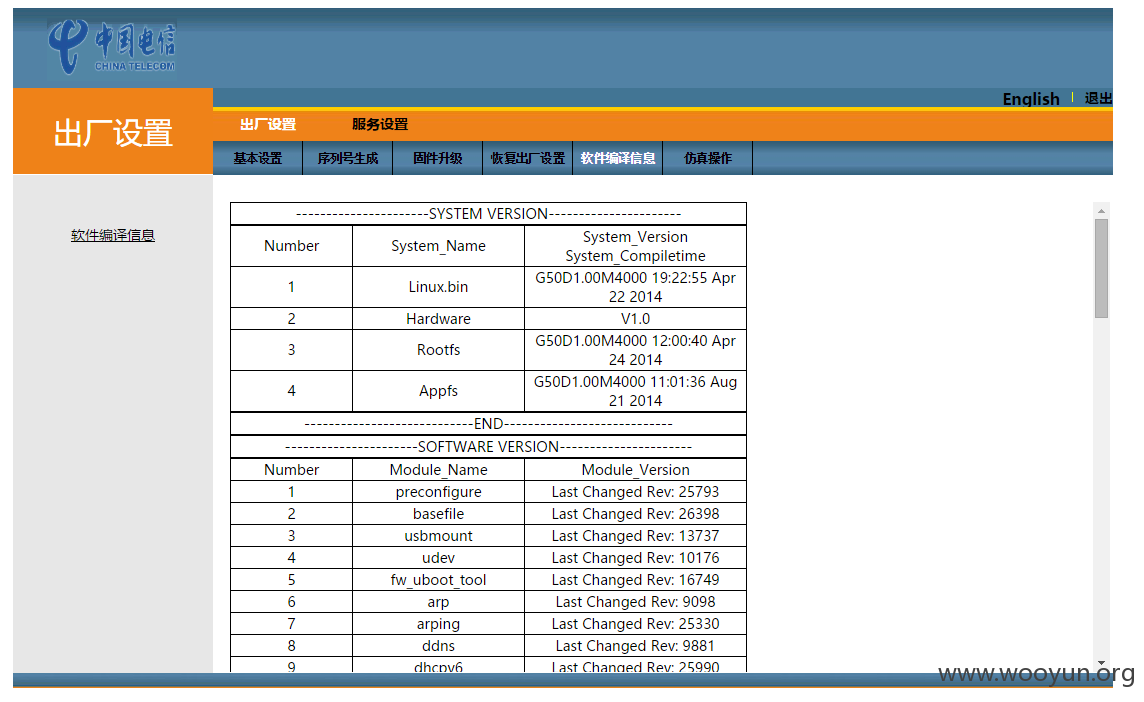 中国电信
CHINA TELECOM
English 退出
出厂设置
出厂设置 服务设置
基本设置 序列号生成 固件升级 恢复出厂设置 软件编译信息 仿真操作
软件编译信息
----------------------SYSTEM VERSION----------------------
Number System_Name System_Version
System_Compiletime
1 Linux.bin G50D1.00M4000 19:22:55 Apr
22 2014
2 Hardware V1.0
3 Rootfs G50D1.00M4000 12:00:40 Apr
24 2014
4 Appfs G50D1.00M4000 11:01:36 Aug
21 2014
----------------------------END----------------------------
----------------------SOFTWARE VERSION----------------------
Number Module_Name Module_Version
1 preconfigure Last Changed Rev: 25793
2 basefile Last Changed Rev: 26398
3 usbmount Last Changed Rev: 13737
4 udev Last Changed Rev: 10176
5 fw_uboot_tool Last Changed Rev: 16749
6 arp Last Changed Rev: 9098
7 arping Last Changed Rev: 25330
8 ddns Last Changed Rev: 9881
9 dhcpv6 Last Changed Rev: 25990
www.wooyun.org